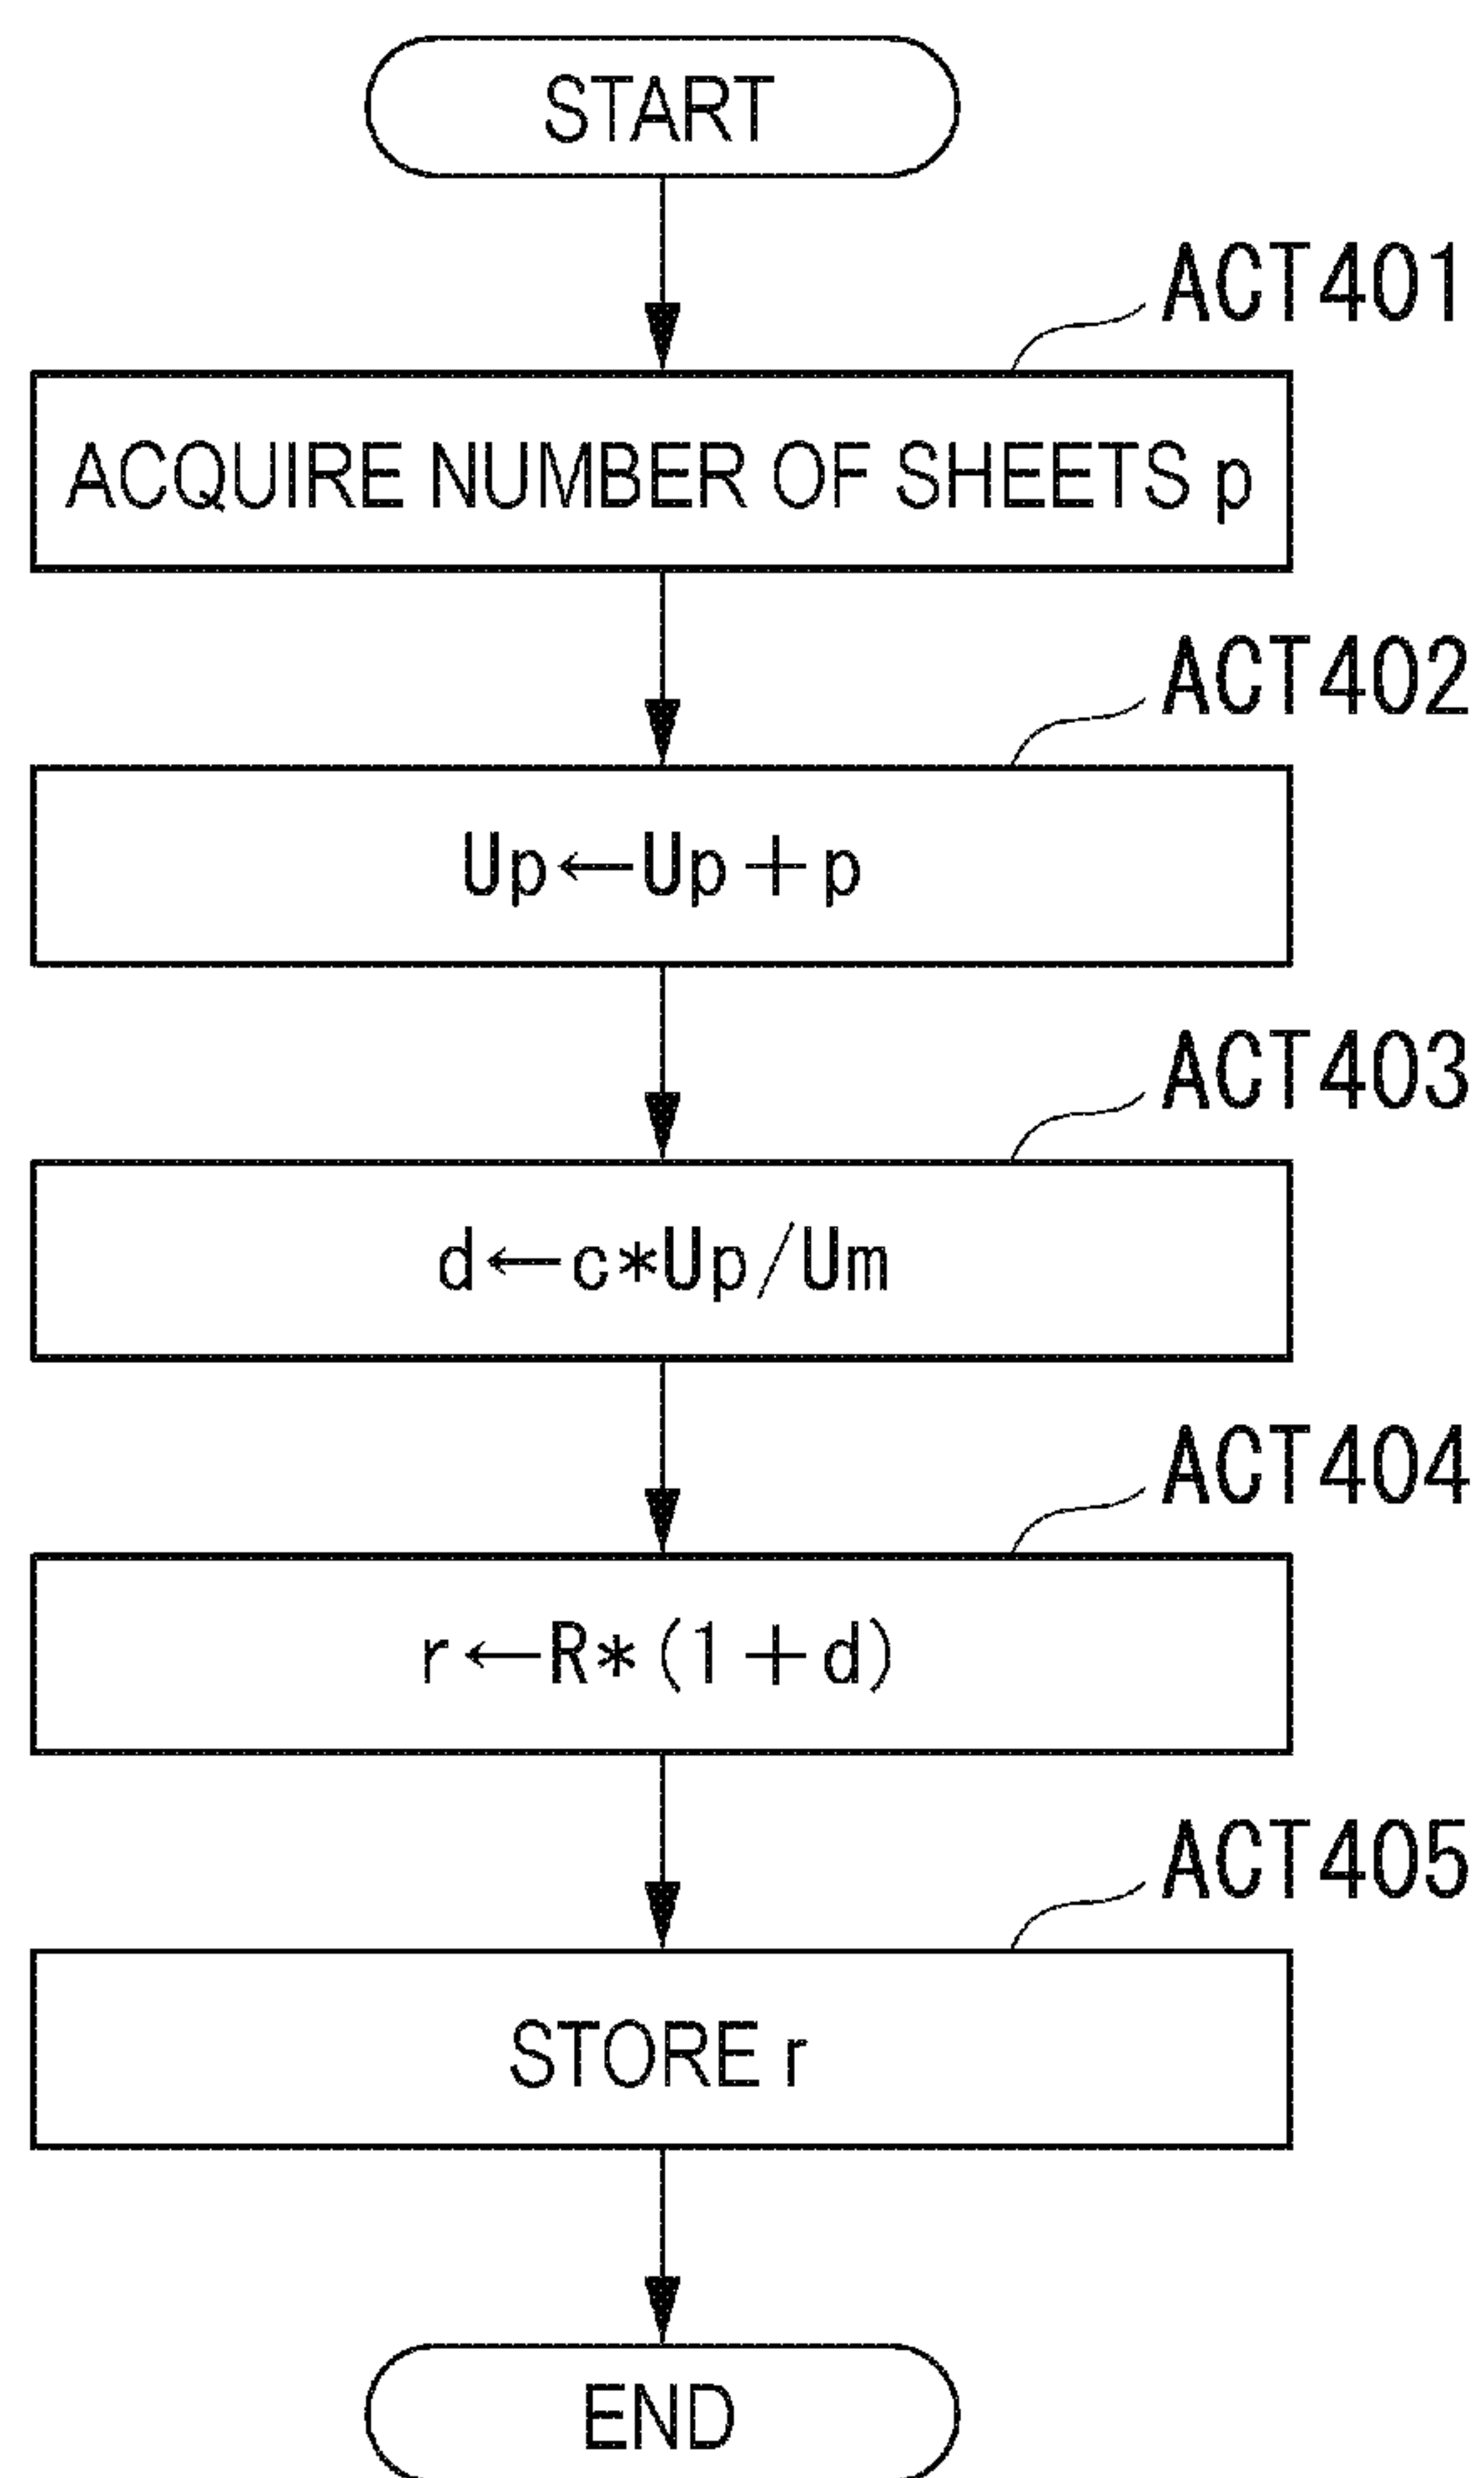 START
ACT401
ACQUIRE NUMBER OF SHEETS p
ACT402
Up←Up+p
ACT403
d←c*Up/Um
ACT404
r←R*(1+d)
ACT405
STORE r
END